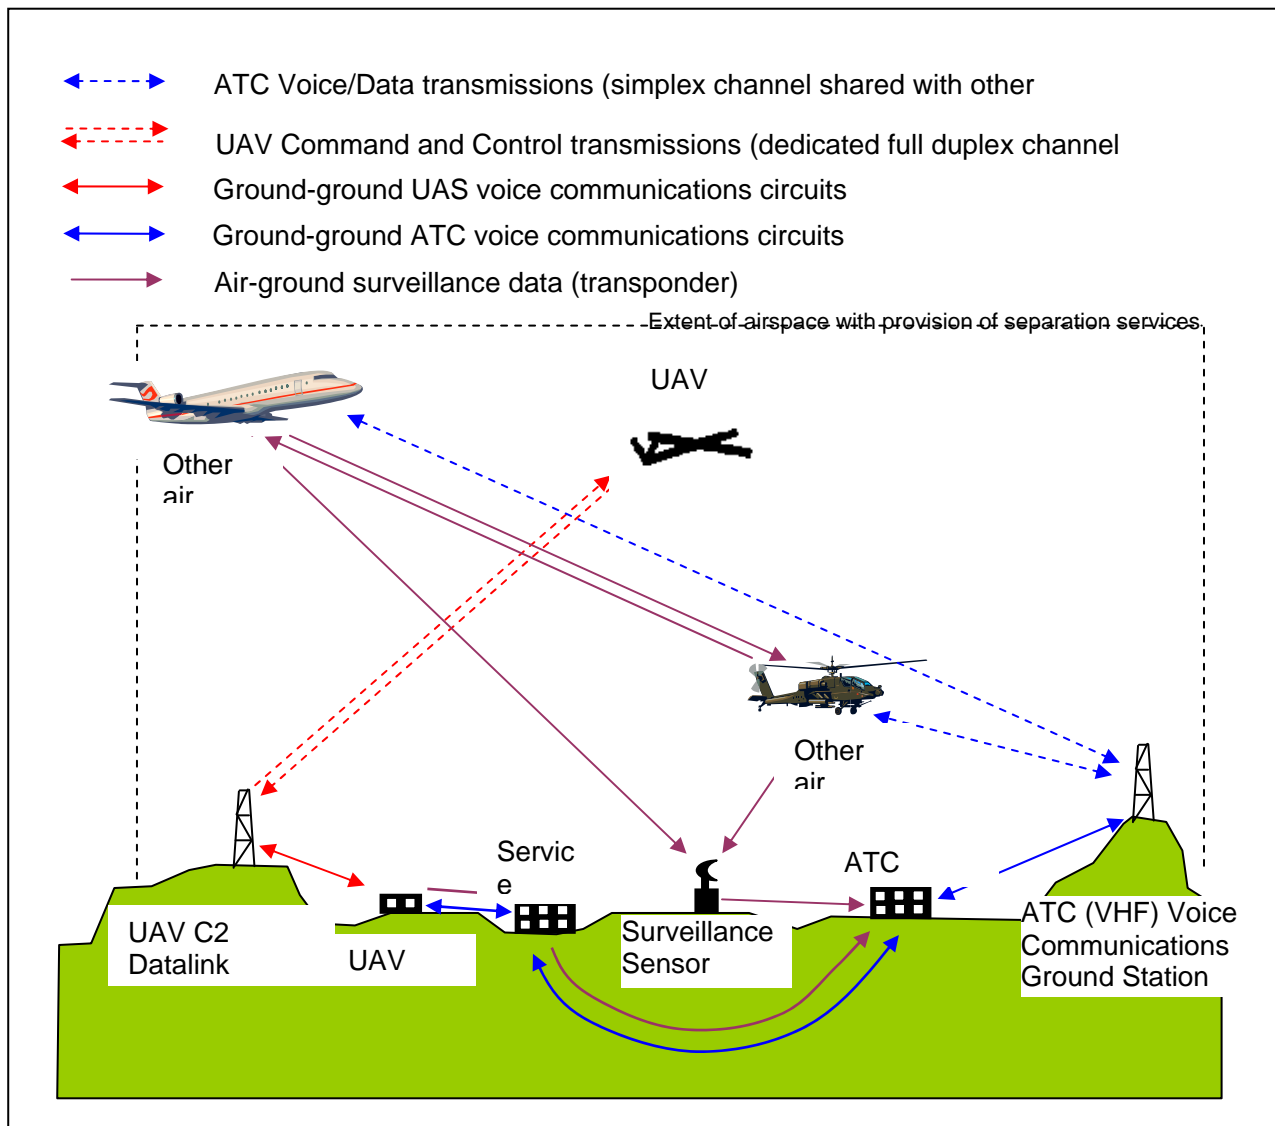 ATC Voice/Data transmissions (simplex channel shared with other
UAV Command and Control transmissions (dedicated full duplex channel
Ground-ground UAS voice communications circuits
Ground-ground ATC voice communications circuits
Air-ground surveillance data (transponder)
Extent of airspace with provision of separation services
UAV
Other
air
Other
air
Servic
e
ATC
UAV C2
Datalink
UAV
Surveillance
Sensor
ATC (VHF) Voice
Communications
Ground Station